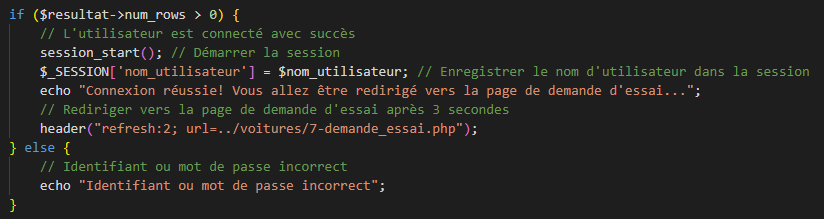 if ($resultat->num_rows > 0) {
// L'utilisateur est connecté avec succès
session_start(); // Démarrer la session
$_SESSION['nom_utilisateur'] = $nom_utilisateur; // Enregistrer le nom d'utilisateur dans la session
echo "Connexion réussie! Vous allez être redirigé vers la page de demande d'essai...";
// Rediriger vers la page de demande d'essai après 3 secondes
header("refresh:2; url=../voitures/7-demande_essai.php");
} else {
// Identifiant ou mot de passe incorrect
echo "Identifiant ou mot de passe incorrect";
}